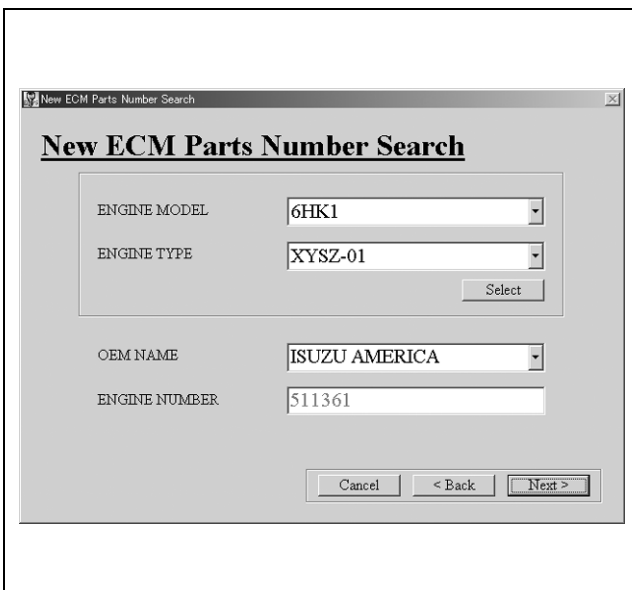 New ECM Parts Number Search
New ECM Parts Number Search
ENGINE MODEL 6HK1
ENGINE TYPE XYSZ-01
Select
OEM NAME ISUZU AMERICA
ENGINE NUMBER 511361
Cancel < Back Next >